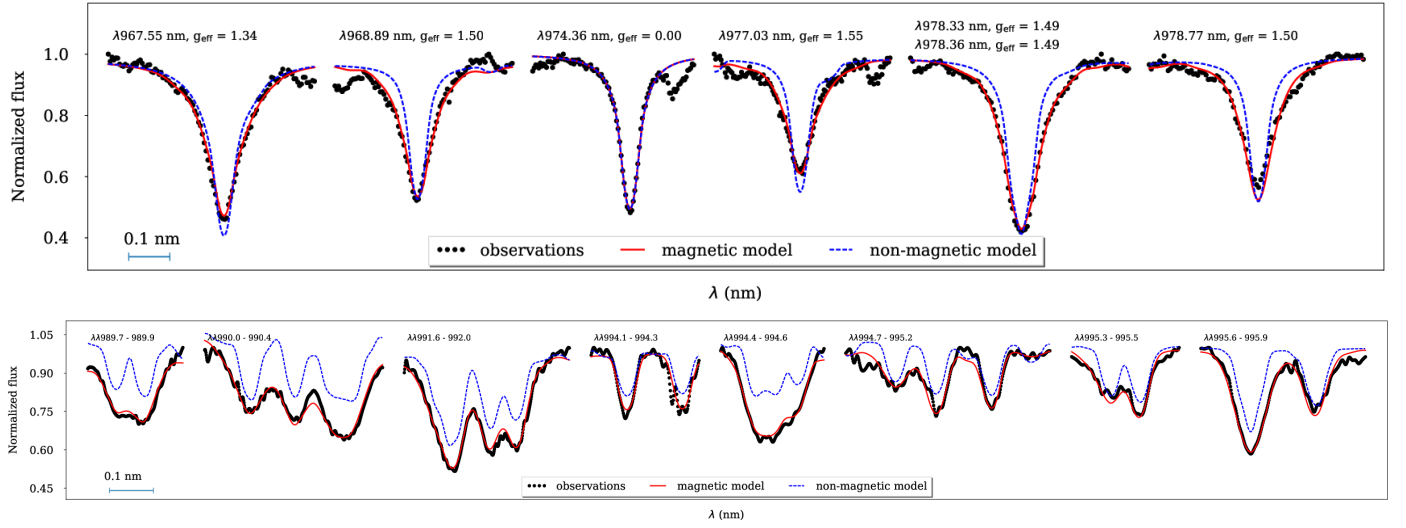 λ967.55 nm, g_eff = 1.34
λ968.89 nm, g_eff = 1.50
λ974.36 nm, g_eff = 0.00
λ977.03 nm, g_eff = 1.55
λ978.33 nm, g_eff = 1.49
λ978.36 nm, g_eff = 1.49
λ978.77 nm, g_eff = 1.50
Normalized flux
1.0
0.8
0.6
0.4
0.1 nm
observations
magnetic model
non-magnetic model
λ (nm)
λλ989.7 - 989.9
λλ990.0 - 990.4
λλ991.6 - 992.0
λλ994.1 - 994.3
λλ994.4 - 994.6
λλ994.7 - 995.2
λλ995.3 - 995.5
λλ995.6 - 995.9
Normalized flux
1.05
0.90
0.75
0.60
0.45
0.1 nm
observations
magnetic model
non-magnetic model
λ (nm)